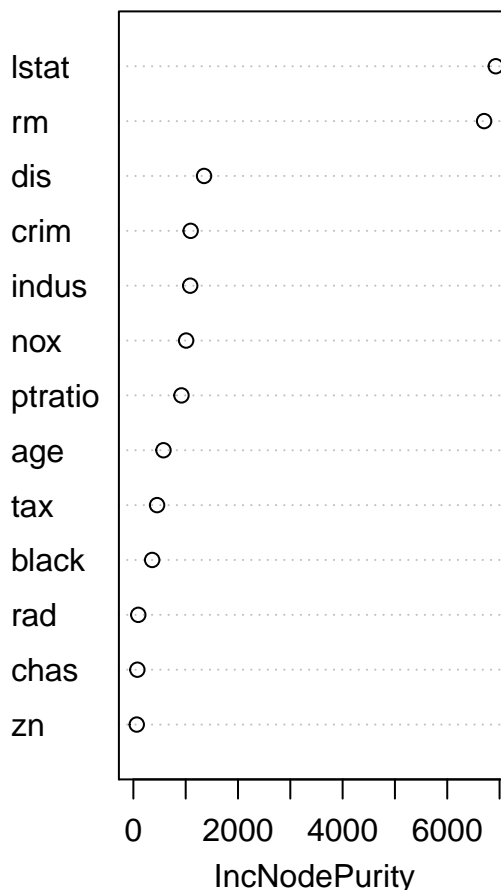 lstat
rm
dis
crim
indus
nox
ptratio
age
tax
black
rad
chas
zn
0 2000 4000 6000
IncNodePurity